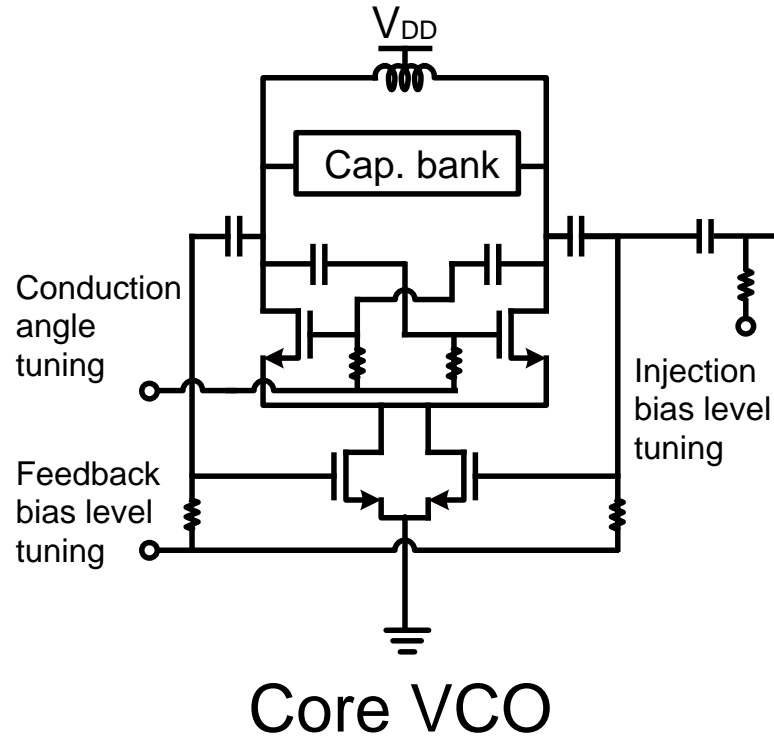 VDD
Cap. bank
Conduction
angle
tuning
Injection
bias level
tuning
Feedback
bias level
tuning
Core VCO